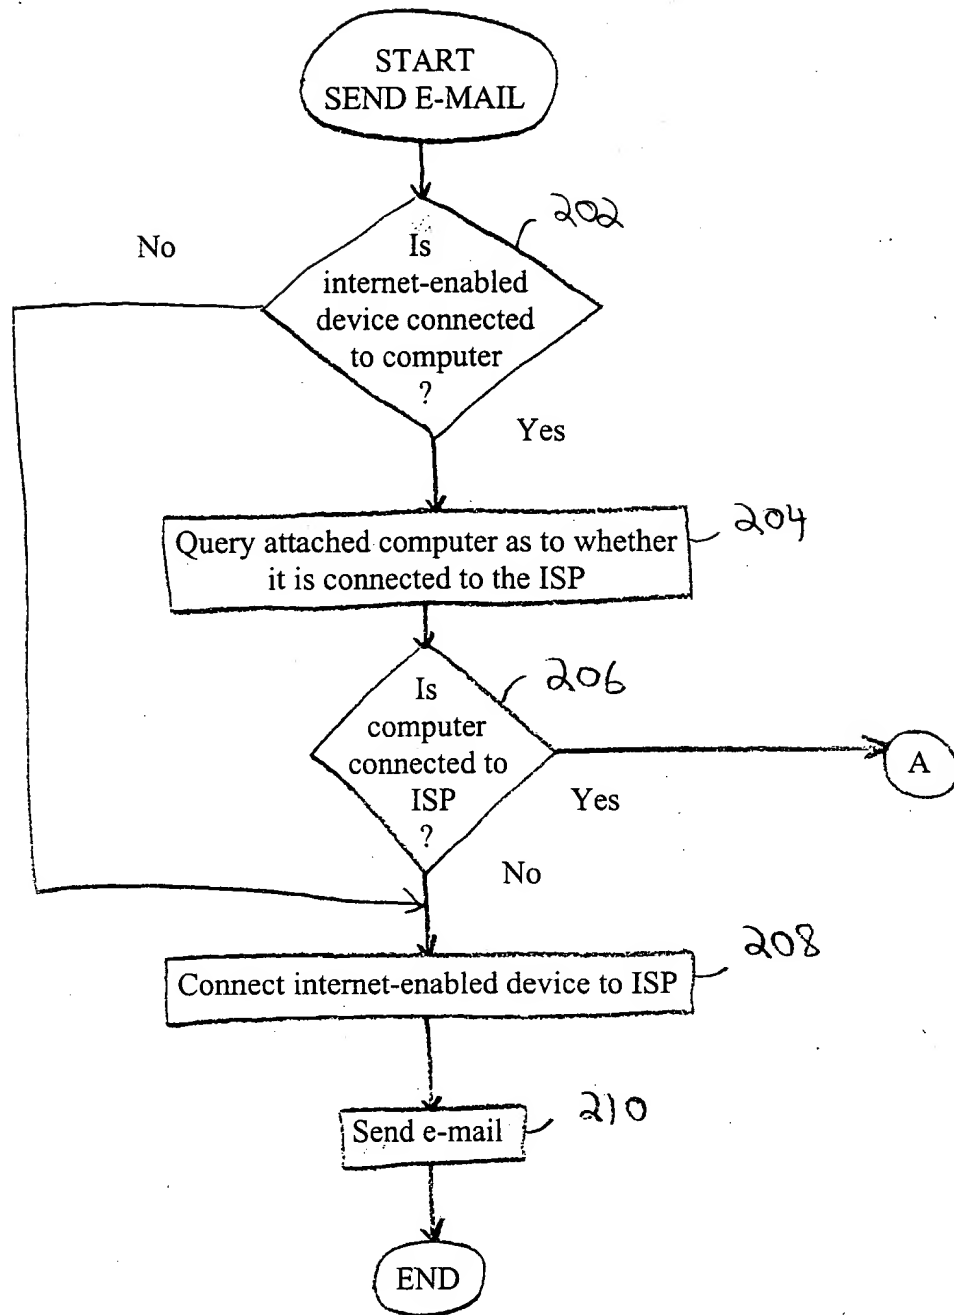 START
SEND E-MAIL
202
No
Is
internet-enabled
device connected
to computer
?
Yes
204
Query attached computer as to whether
it is connected to the ISP
206
Is
computer
connected to
ISP
?
A
Yes
No
208
Connect internet-enabled device to ISP
210
Send e-mail
END